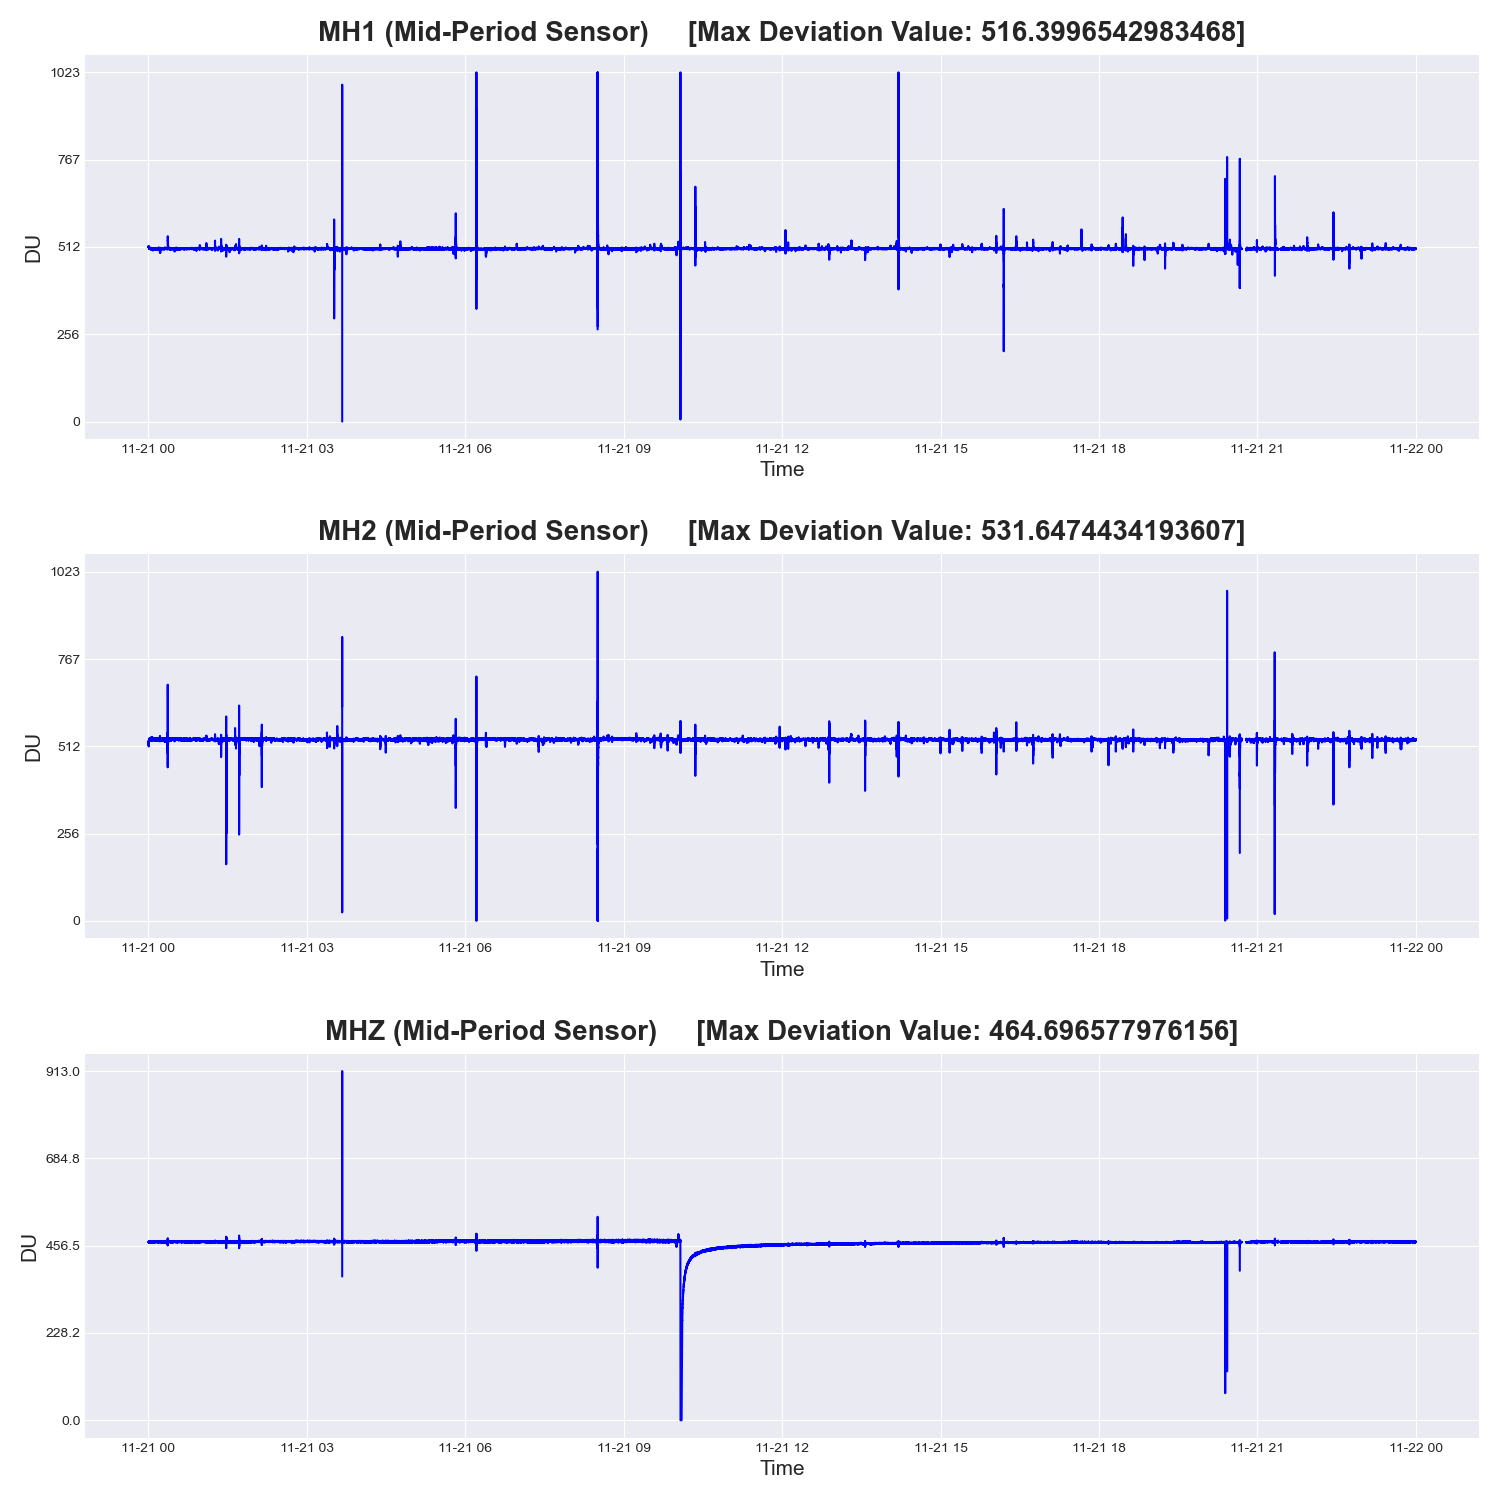 MH1 (Mid-Period Sensor) [Max Deviation Value: 516.3996542983468]
1023
767
512
256
0
DU
11-21 00 11-21 03 11-21 06 11-21 09 11-21 12 11-21 15 11-21 18 11-21 21 11-22 00
Time
MH2 (Mid-Period Sensor) [Max Deviation Value: 531.6474434193607]
1023
767
512
256
0
DU
11-21 00 11-21 03 11-21 06 11-21 09 11-21 12 11-21 15 11-21 18 11-21 21 11-22 00
Time
MHZ (Mid-Period Sensor) [Max Deviation Value: 464.696577976156]
913.0
684.8
456.5
228.2
0.0
DU
11-21 00 11-21 03 11-21 06 11-21 09 11-21 12 11-21 15 11-21 18 11-21 21 11-22 00
Time